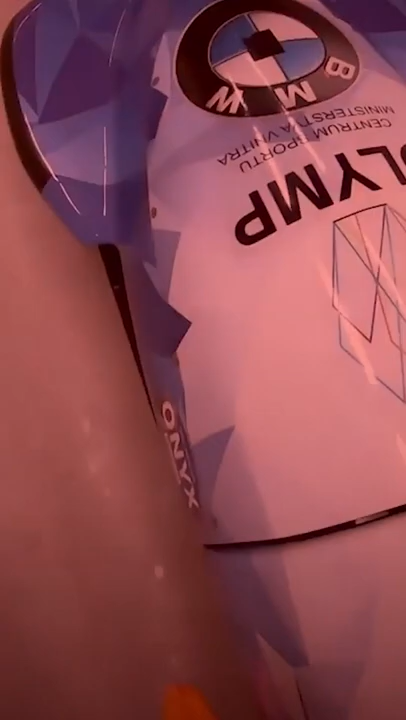 BMW
CENTRUM SPORTU
MINISTERSTVA VNITRA
OLYMP
ONYX